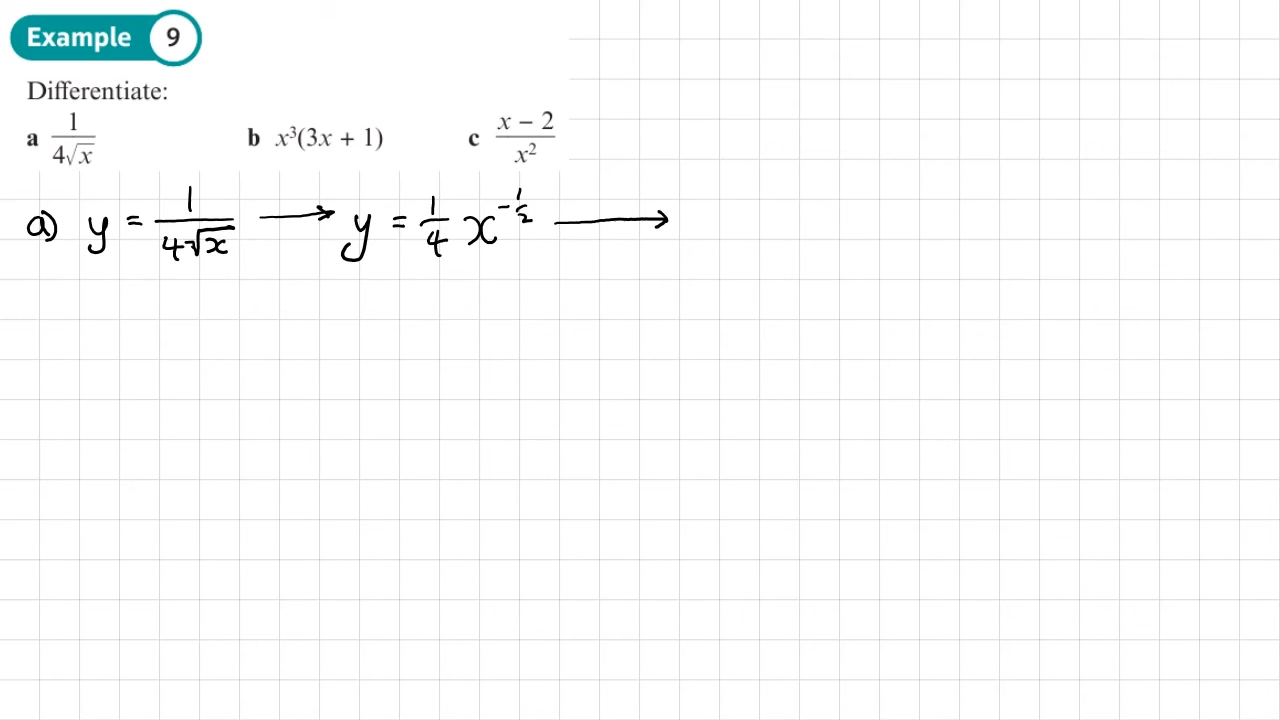 Example 9
Differentiate:
a 1/(4√x) b x³(3x + 1) c (x − 2)/x²
a) y = 1/(4√x) → y = 1/4 x^(-1/2) →